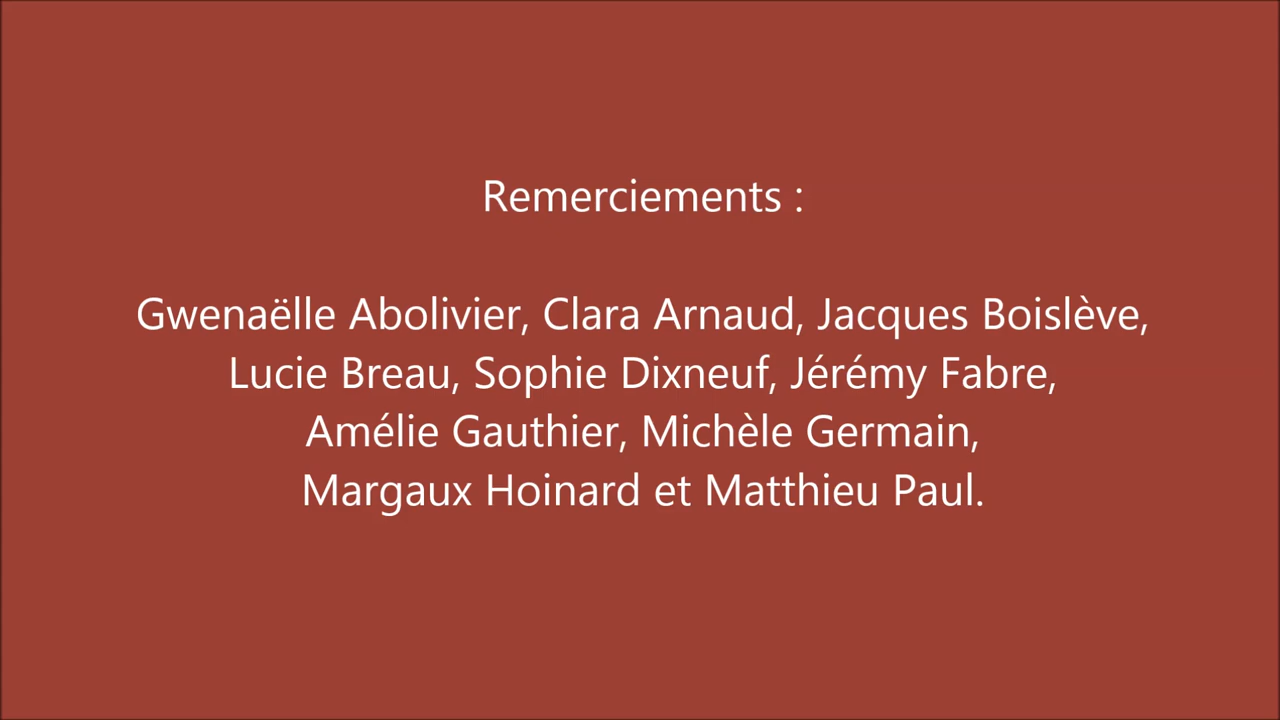 Remerciements :
Gwenaëlle Abolivier, Clara Arnaud, Jacques Boislève,
Lucie Breau, Sophie Dixneuf, Jérémy Fabre,
Amélie Gauthier, Michèle Germain,
Margaux Hoinard et Matthieu Paul.